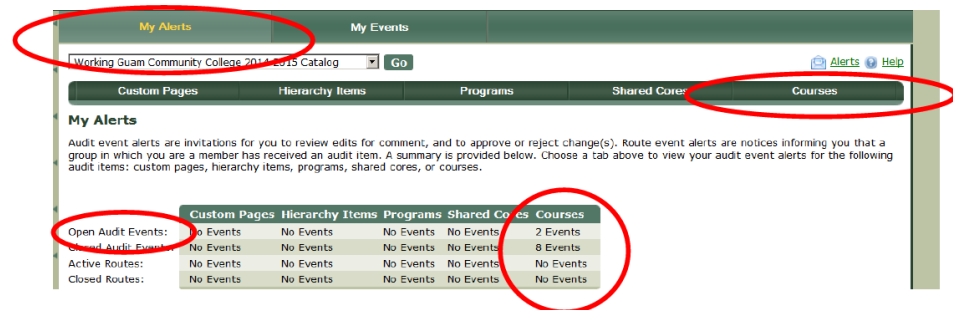 My Alerts My Events
Working Guam Community College 2014-2015 Catalog Go Alerts Help
Custom Pages Hierarchy Items Programs Shared Cores Courses
My Alerts
Audit event alerts are invitations for you to review edits for comment, and to approve or reject change(s). Route event alerts are notices informing you that a
group in which you are a member has received an audit item. A summary is provided below. Choose a tab above to view your audit event alerts for the following
audit items: custom pages, hierarchy items, programs, shared cores, or courses.
Custom Pages Hierarchy Items Programs Shared Cores Courses
Open Audit Events: No Events No Events No Events No Events 2 Events
Closed Audit Events: No Events No Events No Events No Events 8 Events
Active Routes: No Events No Events No Events No Events No Events
Closed Routes: No Events No Events No Events No Events No Events